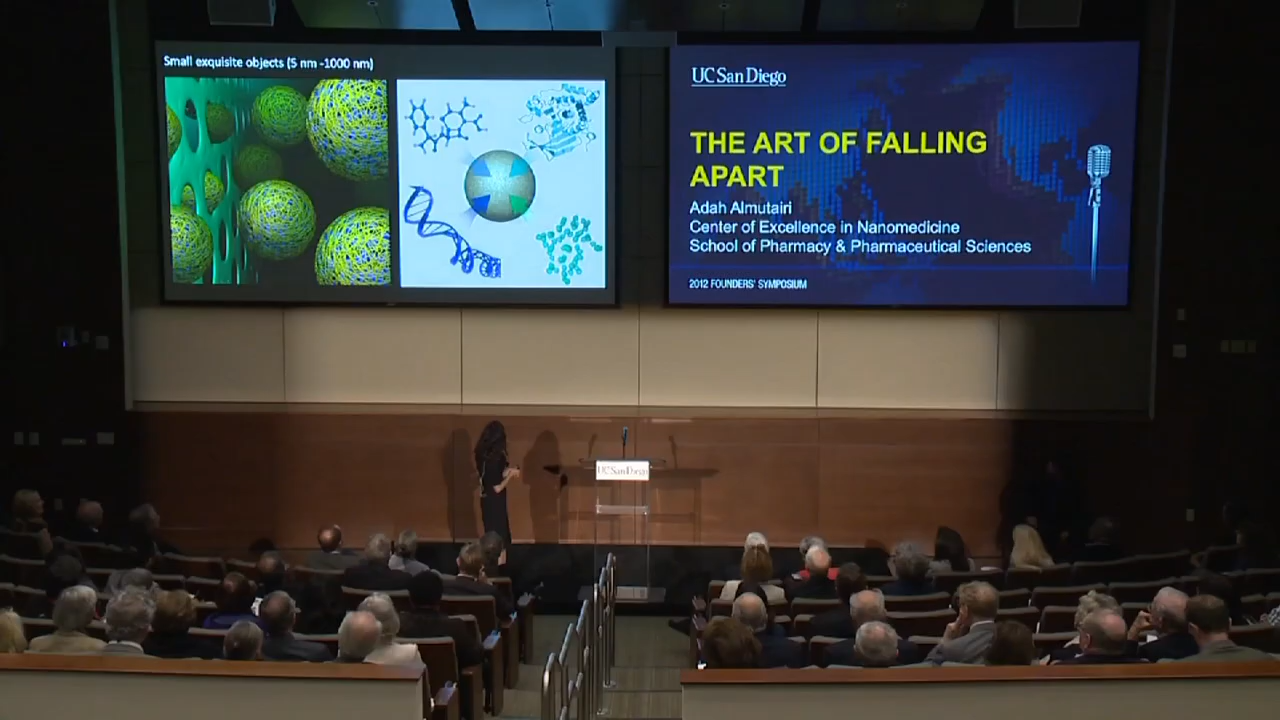 Small exquisite objects (5 nm -1000 nm)
UC San Diego
THE ART OF FALLING
APART
Adah Almutairi
Center of Excellence in Nanomedicine
School of Pharmacy & Pharmaceutical Sciences
2012 FOUNDERS' SYMPOSIUM
UC San Diego